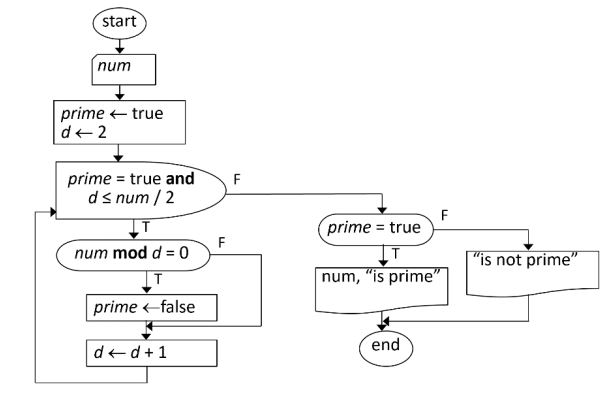 start
num
prime ← true
d ← 2
prime = true and
d ≤ num / 2
F
T
num mod d = 0
F
T
prime ←false
d ← d + 1
prime = true
F
T
num, “is prime”
“is not prime”
end